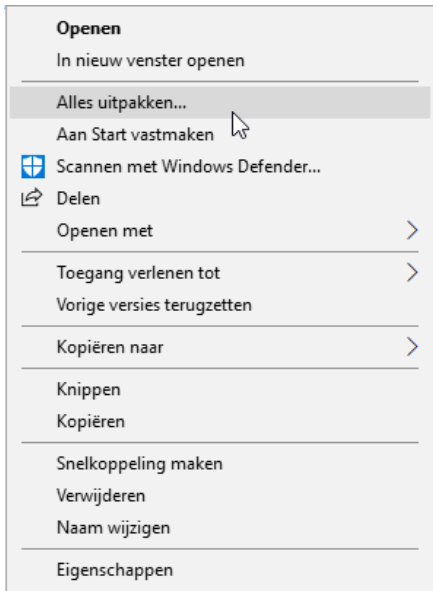 Openen
In nieuw venster openen
Alles uitpakken...
Aan Start vastmaken
Scannen met Windows Defender...
Delen
Openen met
Toegang verlenen tot
Vorige versies terugzetten
Kopiëren naar
Knippen
Kopiëren
Snelkoppeling maken
Verwijderen
Naam wijzigen
Eigenschappen